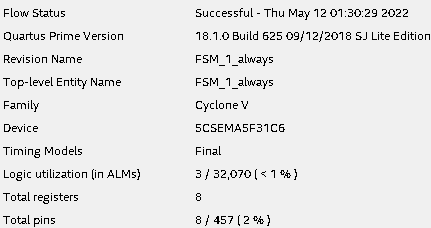 Flow Status Successful - Thu May 12 01:30:29 2022
Quartus Prime Version 18.1.0 Build 625 09/12/2018 SJ Lite Edition
Revision Name FSM_1_always
Top-level Entity Name FSM_1_always
Family Cyclone V
Device 5CSEMA5F31C6
Timing Models Final
Logic utilization (in ALMs) 3 / 32,070 ( < 1 % )
Total registers 8
Total pins 8 / 457 ( 2 % )